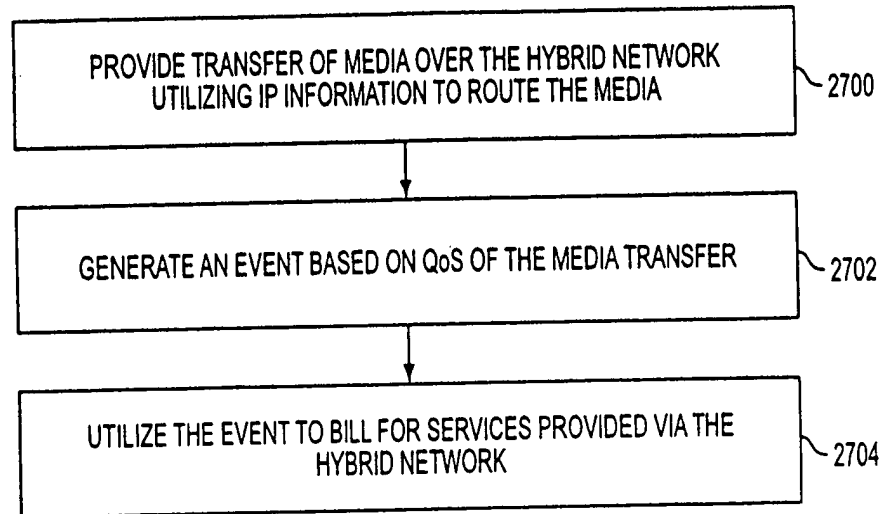 PROVIDE TRANSFER OF MEDIA OVER THE HYBRID NETWORK
UTILIZING IP INFORMATION TO ROUTE THE MEDIA
2700
GENERATE AN EVENT BASED ON QoS OF THE MEDIA TRANSFER
2702
UTILIZE THE EVENT TO BILL FOR SERVICES PROVIDED VIA THE
HYBRID NETWORK
2704